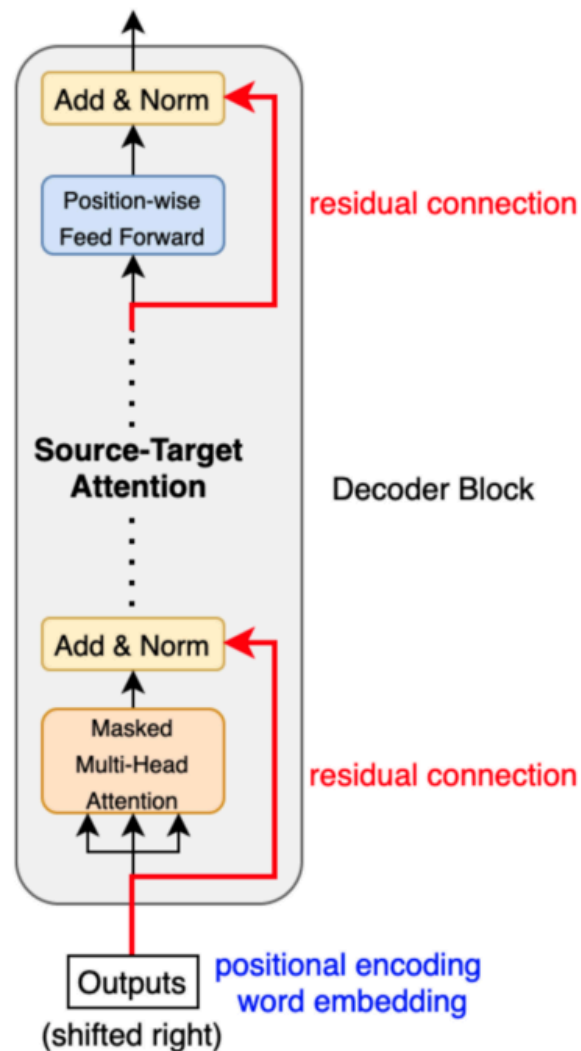 Add & Norm
Position-wise
Feed Forward
residual connection
Source-Target
Attention
Decoder Block
Add & Norm
Masked
Multi-Head
Attention
residual connection
Outputs
(shifted right)
positional encoding
word embedding